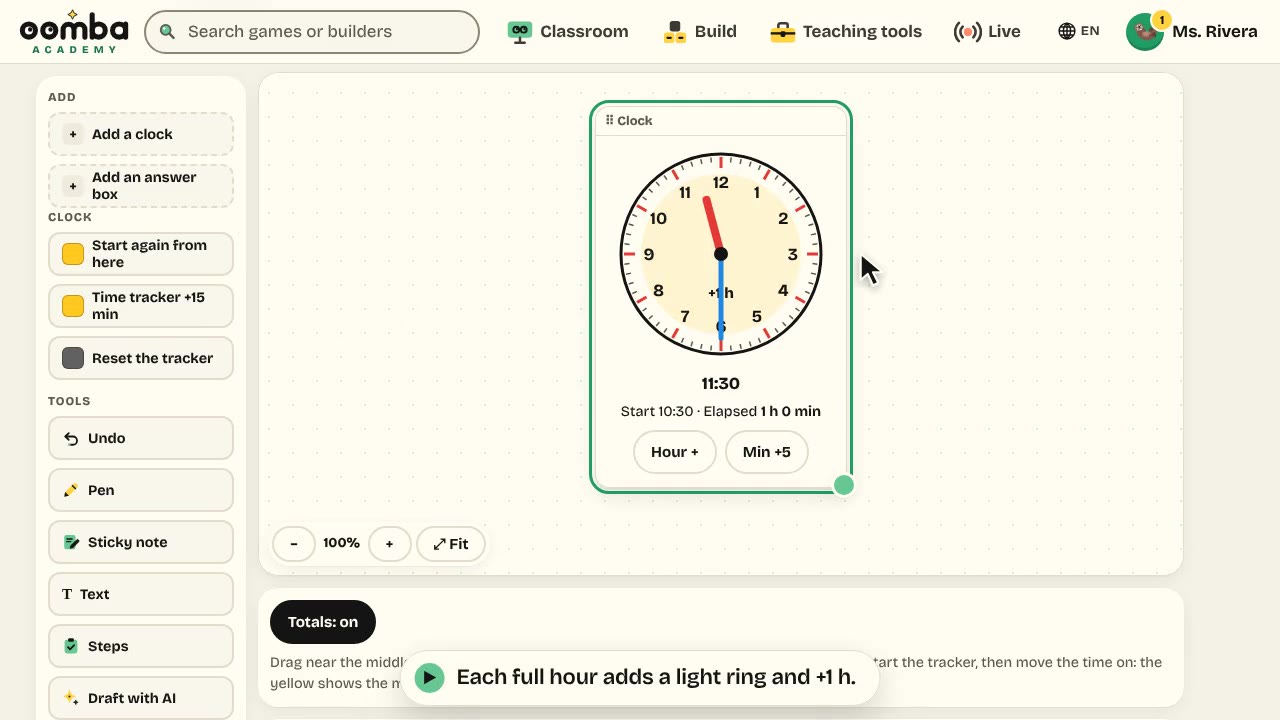 oomba
ACADEMY
Search games or builders
Classroom
Build
Teaching tools
Live
EN
1
Ms. Rivera
ADD
+ Add a clock
+ Add an answer
box
CLOCK
Start again from
here
Time tracker +15
min
Reset the tracker
TOOLS
Undo
Pen
Sticky note
T Text
Steps
Draft with AI
Clock
12
11 1
10 2
9 3
8 4
7 5
6
+1 h
11:30
Start 10:30 · Elapsed 1 h 0 min
Hour +
Min +5
− 100% + Fit
Totals: on
Drag near the middl
tart the tracker, then move the time on: the
yellow shows the m
Each full hour adds a light ring and +1 h.